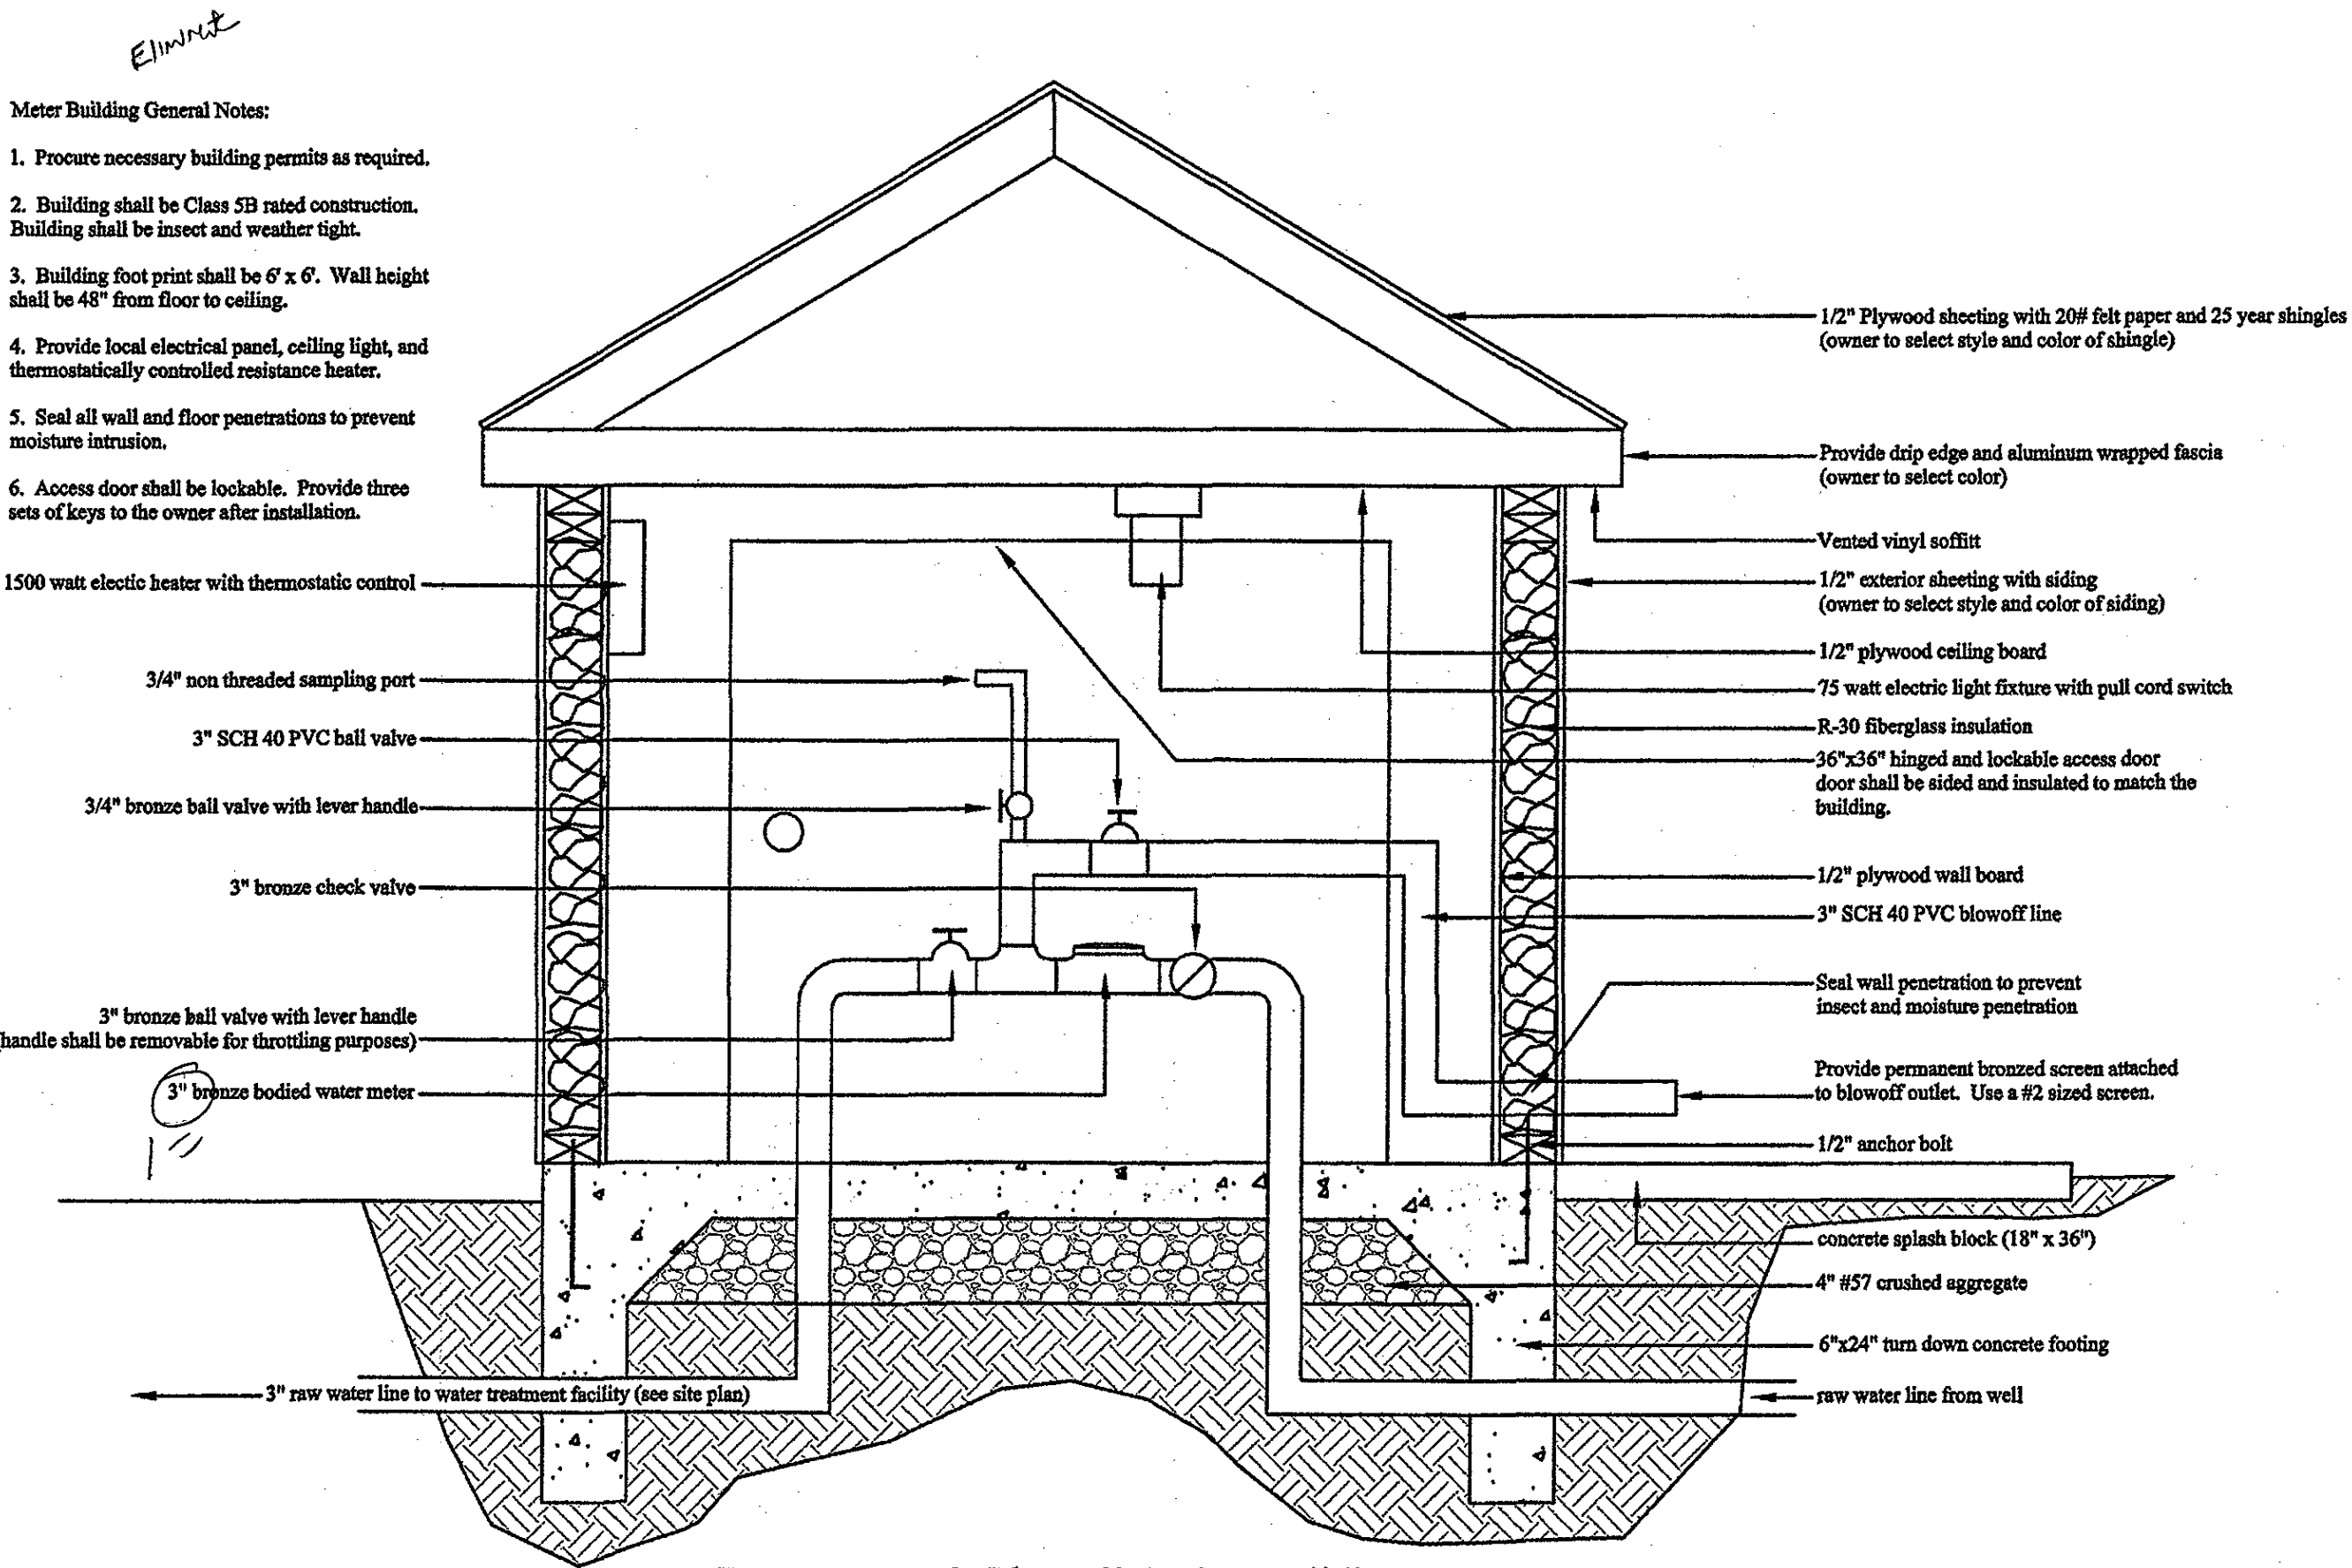 Meter Building General Notes:
1. Procure necessary building permits as required.
2. Building shall be Class 5B rated construction.
Building shall be insect and weather tight.
3. Building foot print shall be 6' x 6'. Wall height
shall be 48" from floor to ceiling.
4. Provide local electrical panel, ceiling light, and
thermostatically controlled resistance heater.
5. Seal all wall and floor penetrations to prevent
moisture intrusion.
6. Access door shall be lockable. Provide three
sets of keys to the owner after installation.
1500 watt electic heater with thermostatic control
3/4" non threaded sampling port
3" SCH 40 PVC ball valve
3/4" bronze ball valve with lever handle
3" bronze check valve
3" bronze ball valve with lever handle
(handle shall be removable for throttling purposes)
3" bronze bodied water meter
1"
3" raw water line to water treatment facility (see site plan)
1/2" Plywood sheeting with 20# felt paper and 25 year shingles
(owner to select style and color of shingle)
Provide drip edge and aluminum wrapped fascia
(owner to select color)
Vented vinyl soffitt
1/2" exterior sheeting with siding
(owner to select style and color of siding)
1/2" plywood ceiling board
75 watt electric light fixture with pull cord switch
R-30 fiberglass insulation
36"x36" hinged and lockable access door
door shall be sided and insulated to match the
building.
1/2" plywood wall board
3" SCH 40 PVC blowoff line
Seal wall penetration to prevent
insect and moisture penetration
Provide permanent bronzed screen attached
to blowoff outlet. Use a #2 sized screen.
1/2" anchor bolt
concrete splash block (18" x 36")
4" #57 crushed aggregate
6"x24" turn down concrete footing
raw water line from well